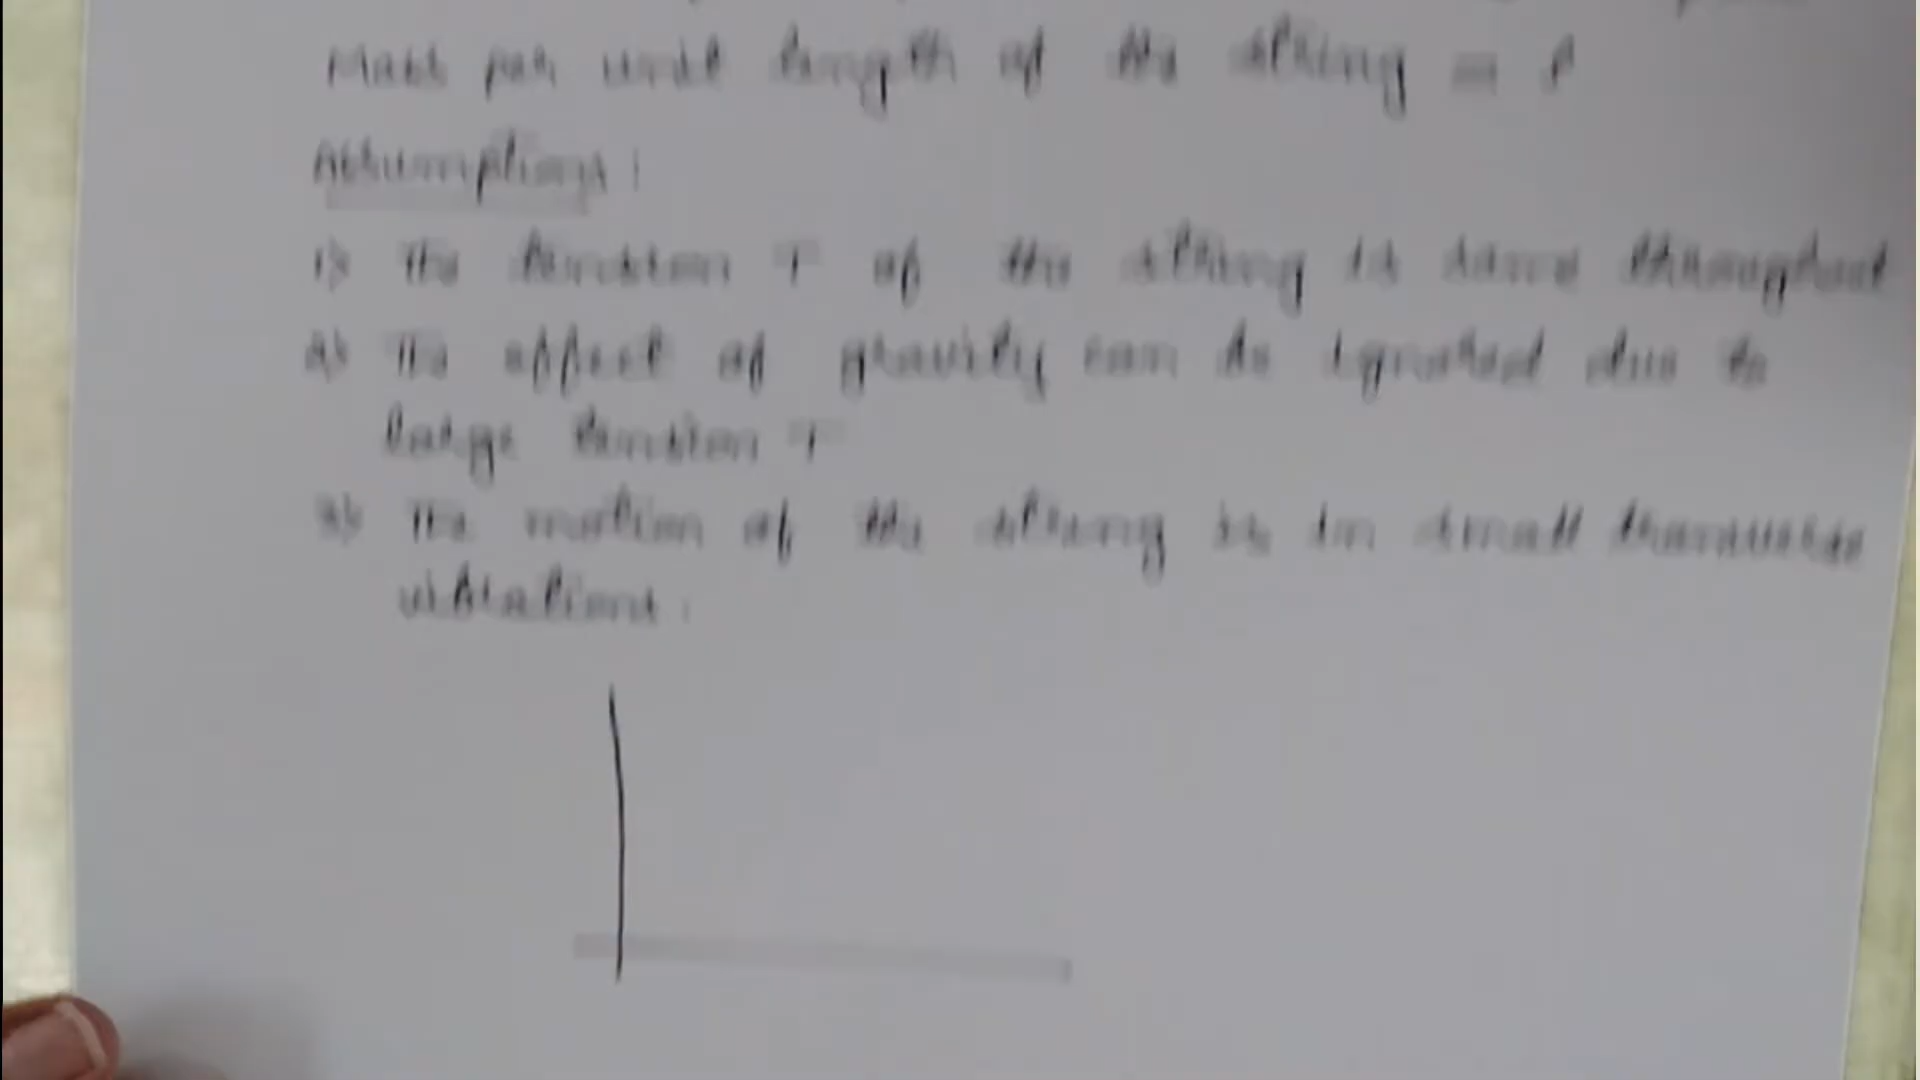 Mass per unit length of the string = ρ
Assumptions:
1) The tension T of the string is same throughout
2) The effect of gravity can be ignored due to
large tension T
3) The motion of the string is in small transverse
vibrations.